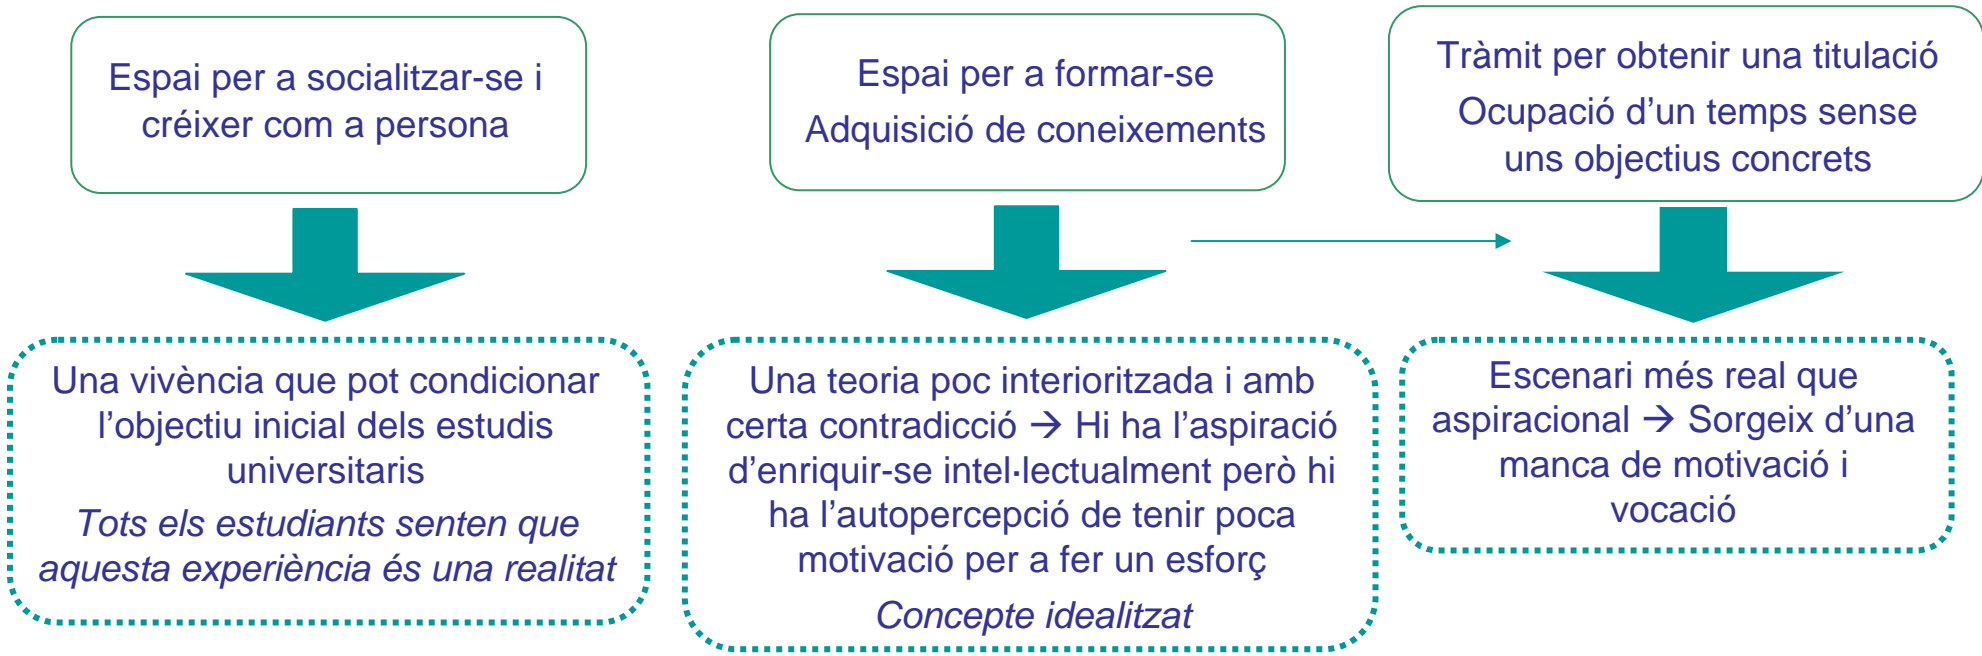 Espai per a socialitzar-se i
créixer com a persona
Espai per a formar-se
Adquisició de coneixements
Tràmit per obtenir una titulació
Ocupació d'un temps sense
uns objectius concrets
Una vivència que pot condicionar
l'objectiu inicial dels estudis
universitaris
Tots els estudiants senten que
aquesta experiència és una realitat
Una teoria poc interioritzada i amb
certa contradicció → Hi ha l'aspiració
d'enriquir-se intel·lectualment però hi
ha l'autopercepció de tenir poca
motivació per a fer un esforç
Concepte idealitzat
Escenari més real que
aspiracional → Sorgeix d'una
manca de motivació i
vocació